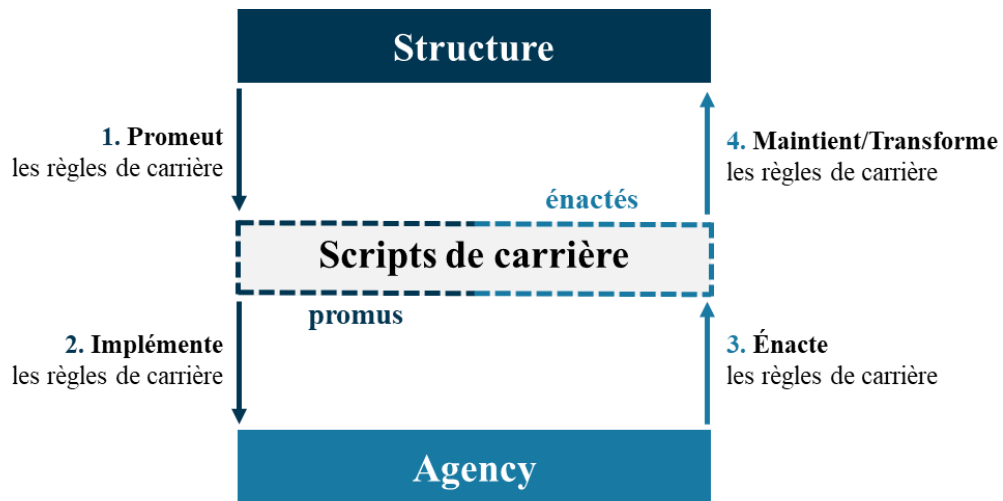 Structure
1. Promeut
les règles de carrière
4. Maintient/Transforme
les règles de carrière
énactés
Scripts de carrière
promus
2. Implémente
les règles de carrière
3. Énacte
les règles de carrière
Agency